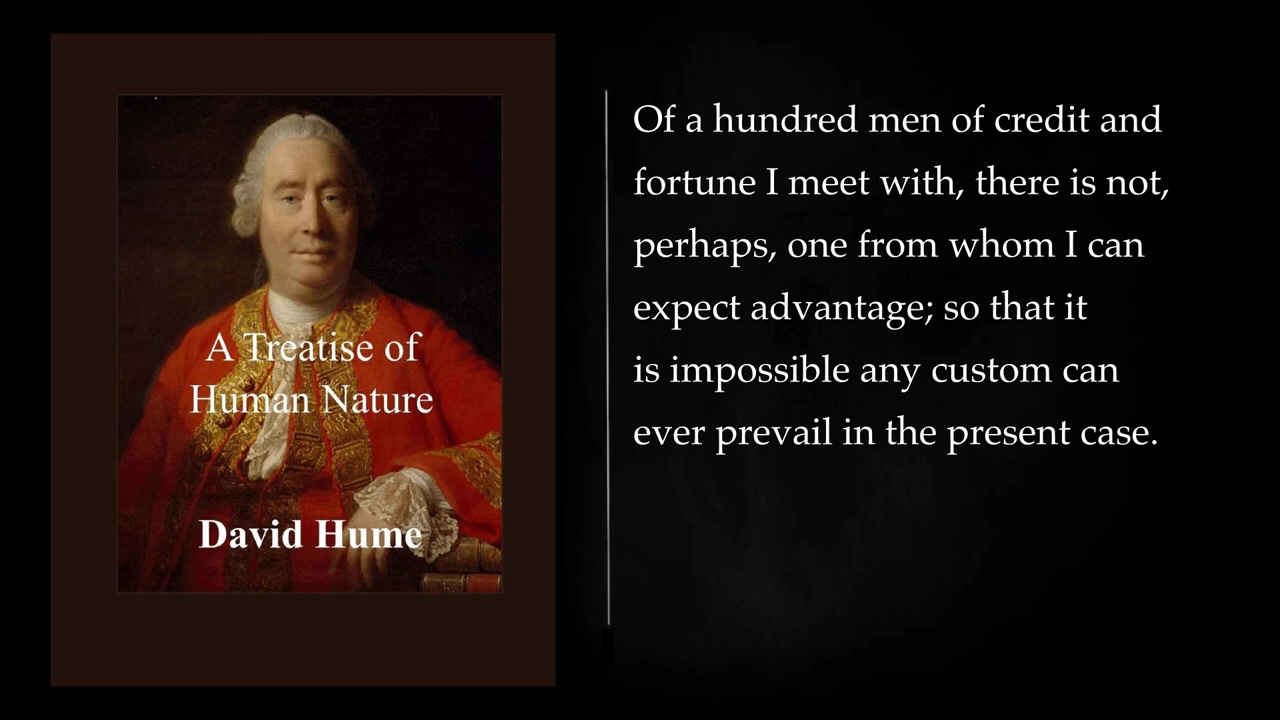 A Treatise of
Human Nature
David Hume
Of a hundred men of credit and
fortune I meet with, there is not,
perhaps, one from whom I can
expect advantage; so that it
is impossible any custom can
ever prevail in the present case.